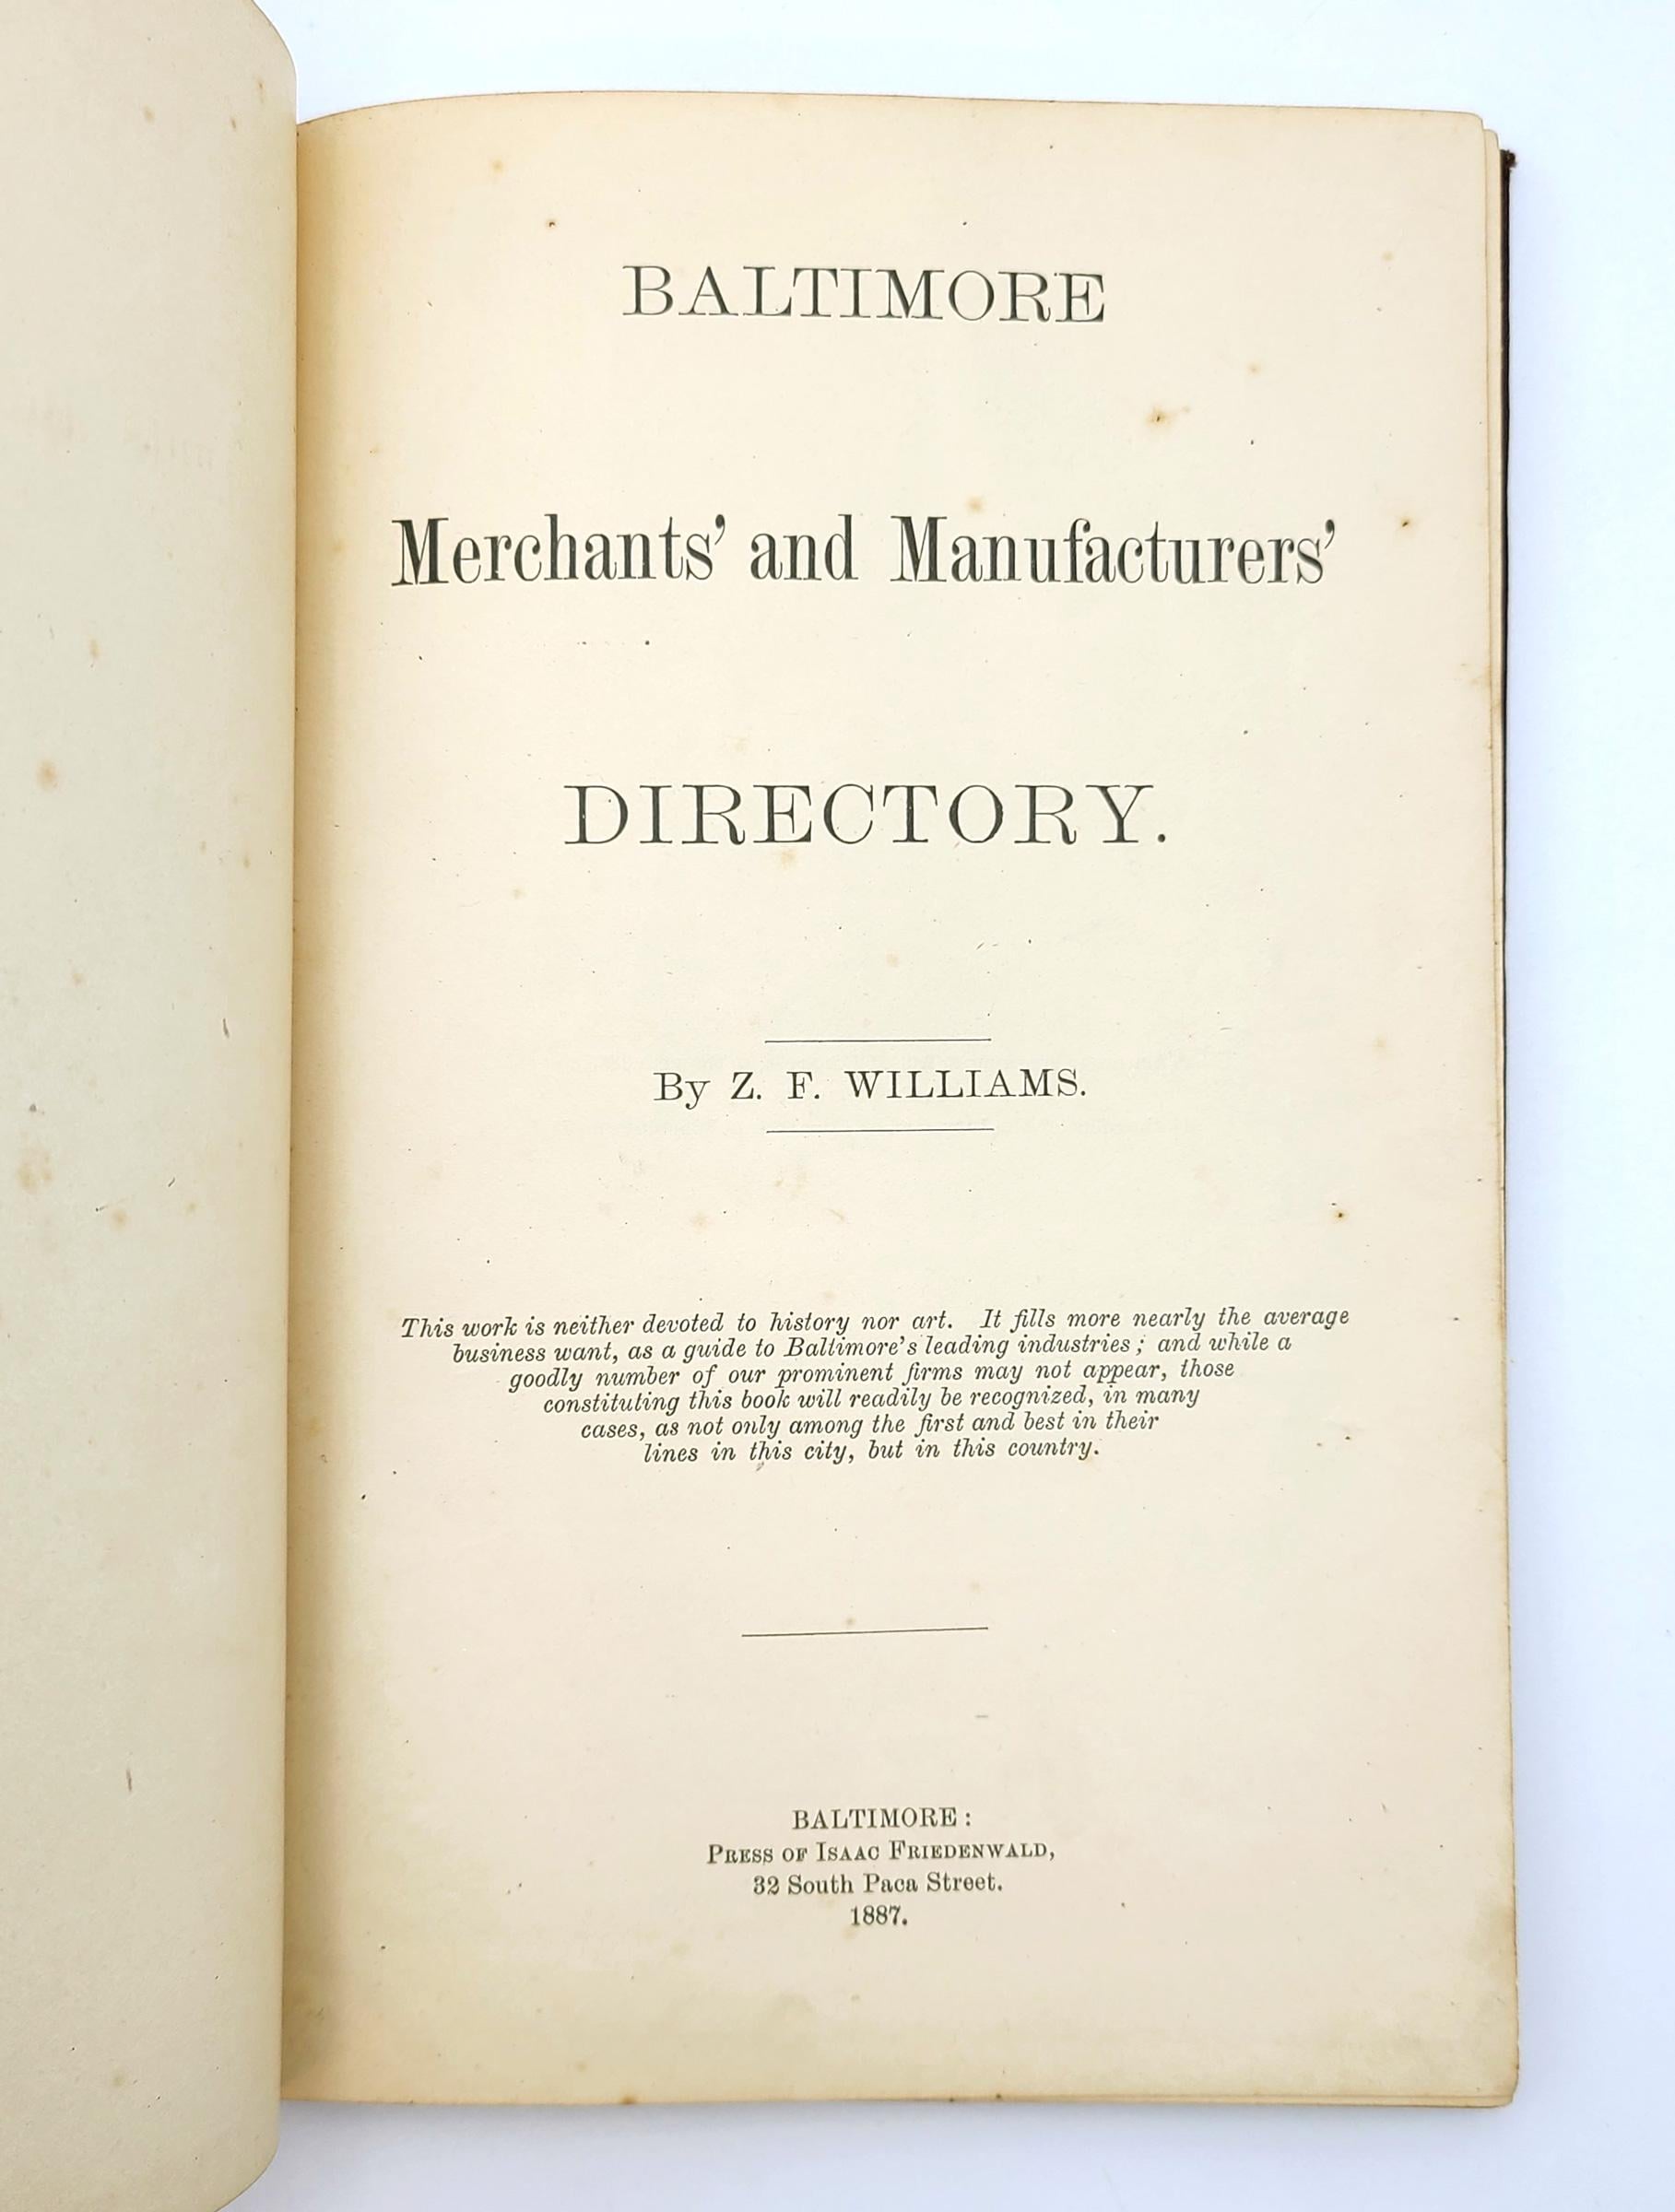 BALTIMORE
Merchants' and Manufacturers'
DIRECTORY.
By Z. F. WILLIAMS.
This work is neither devoted to history nor art. It fills more nearly the average
business want, as a guide to Baltimore's leading industries; and while a
goodly number of our prominent firms may not appear, those
constituting this book will readily be recognized, in many
cases, as not only among the first and best in their
lines in this city, but in this country.
BALTIMORE:
PRESS OF ISAAC FRIEDENWALD,
32 South Paca Street.
1887.